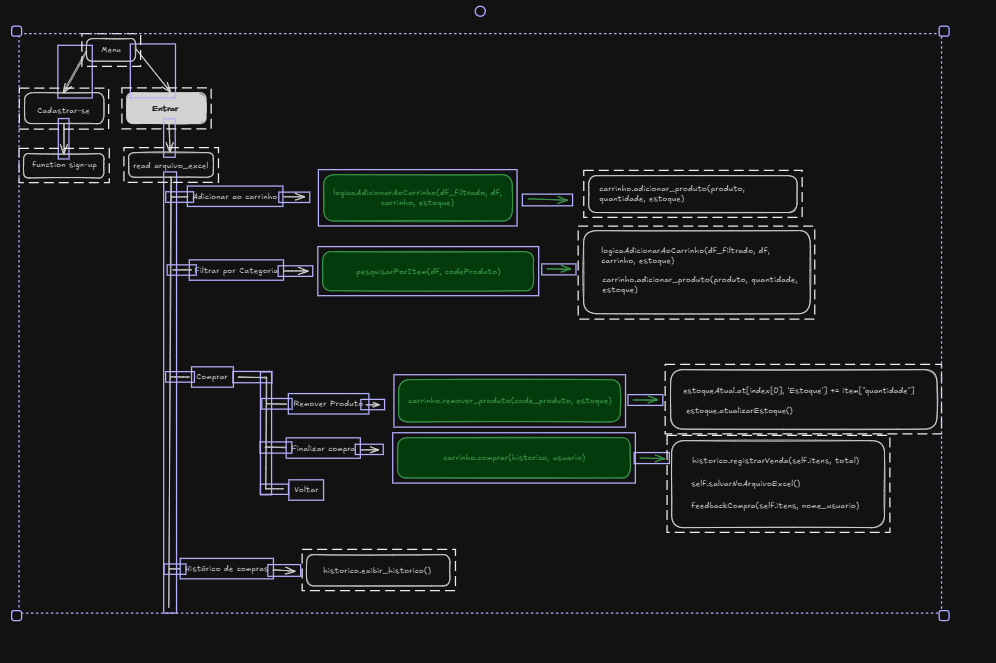 Menu
Cadastrar-se
Entrar
function sign-up
read arquivo_excel
Adicionar ao carrinho
logicaAdicionarAoCarrinho(df_filtrado, df,
carrinho, estoque)
carrinho.adicionar_produto(produto,
quantidade, estoque)
Filtrar por Categoria
pesquisarPorItem(df, codeProduto)
logicaAdicionarAoCarrinho(df_filtrado, df,
carrinho, estoque)
carrinho.adicionar_produto(produto, quantidade,
estoque)
Comprar
Remover Produto
carrinho.remover_produto(code_produto, estoque)
estoqueAtual.at[index[0], 'Estoque'] += item["quantidade"]
estoque.atualizarEstoque()
Finalizar compra
carrinho.comprar(historico, usuario)
historico.registrarVenda(self.itens, total)
self.salvarNoArquivoExcel()
feedbackCompra(self.itens, nome_usuario)
Voltar
Histórico de compras
historico.exibir_historico()